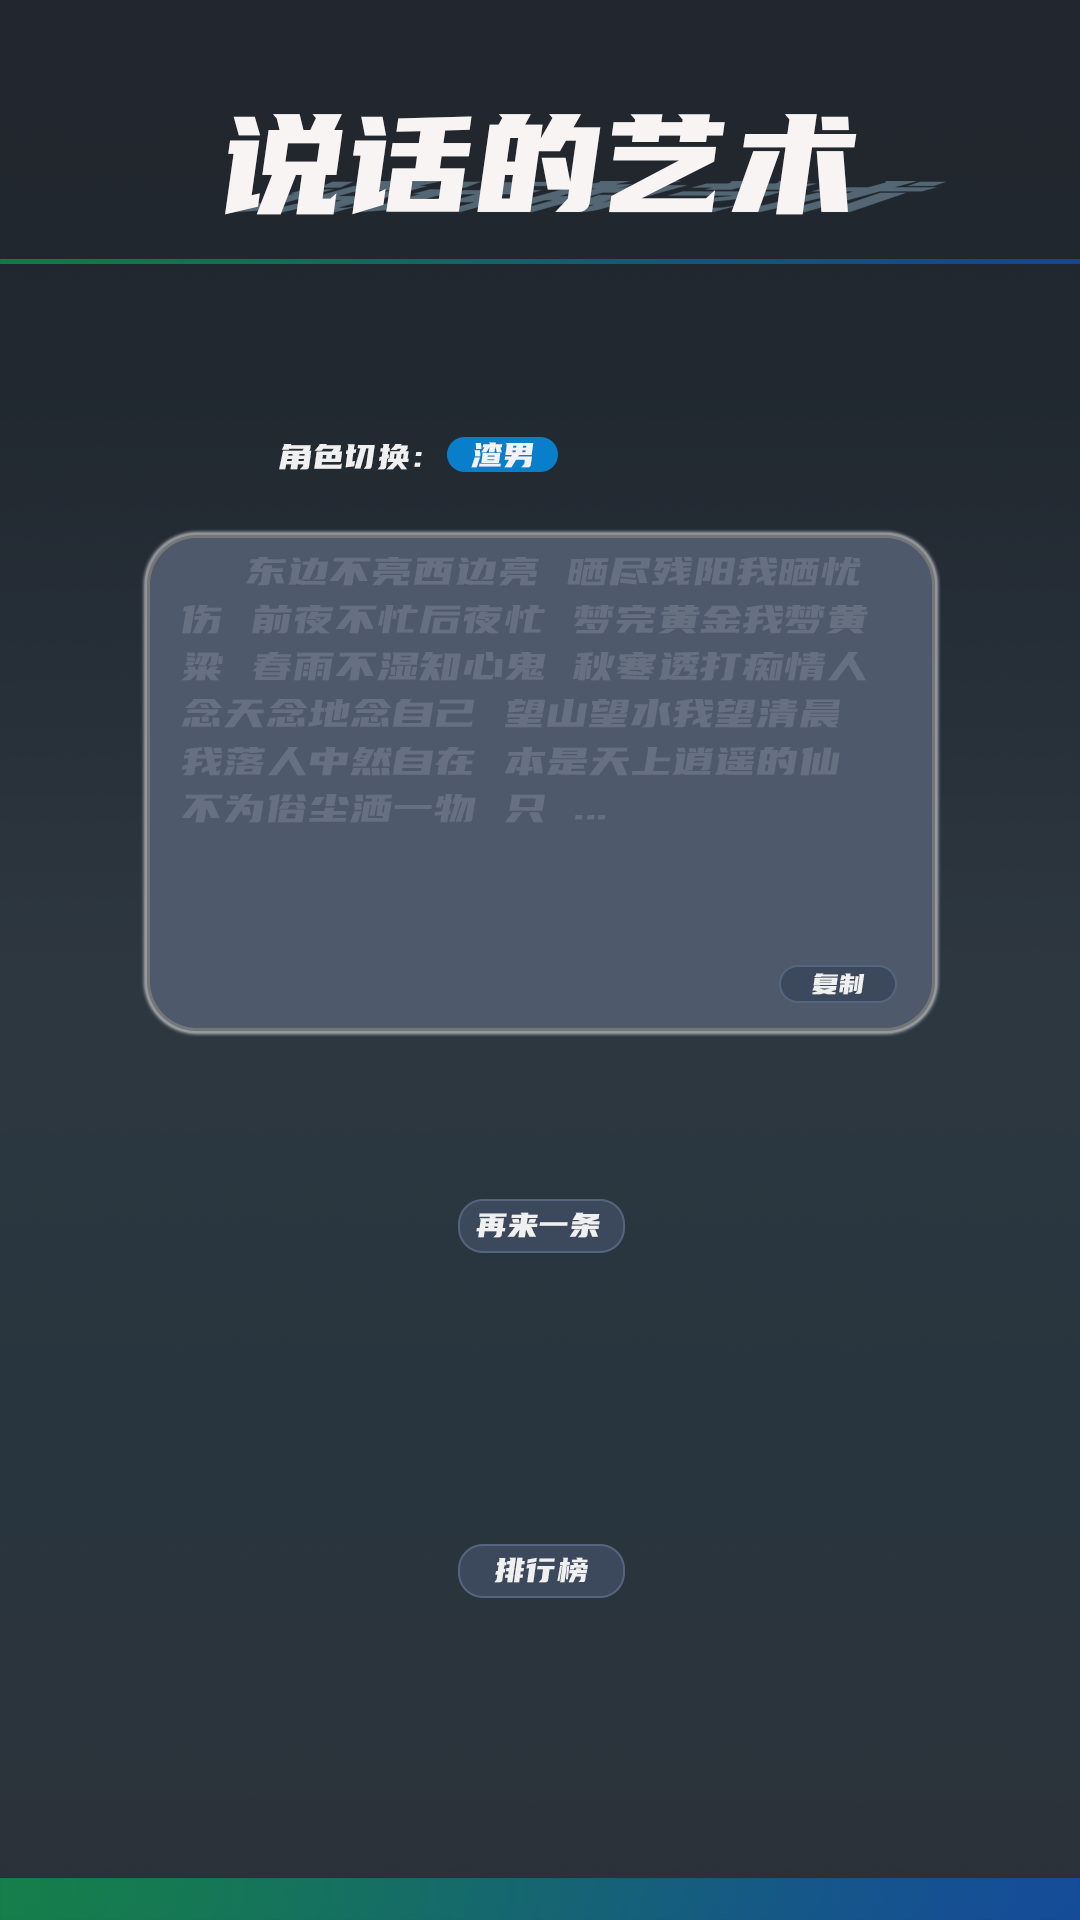 说话的艺术
角色切换： 渣男
东边不亮西边亮 晒尽残阳我晒忧
伤 前夜不忙后夜忙 梦完黄金我梦黄
粱 春雨不湿知心鬼 秋寒透打痴情人
念天念地念自己 望山望水我望清晨
我落人中然自在 本是天上逍遥的仙
不为俗尘洒一物 只 ...
复制
再来一条
排行榜